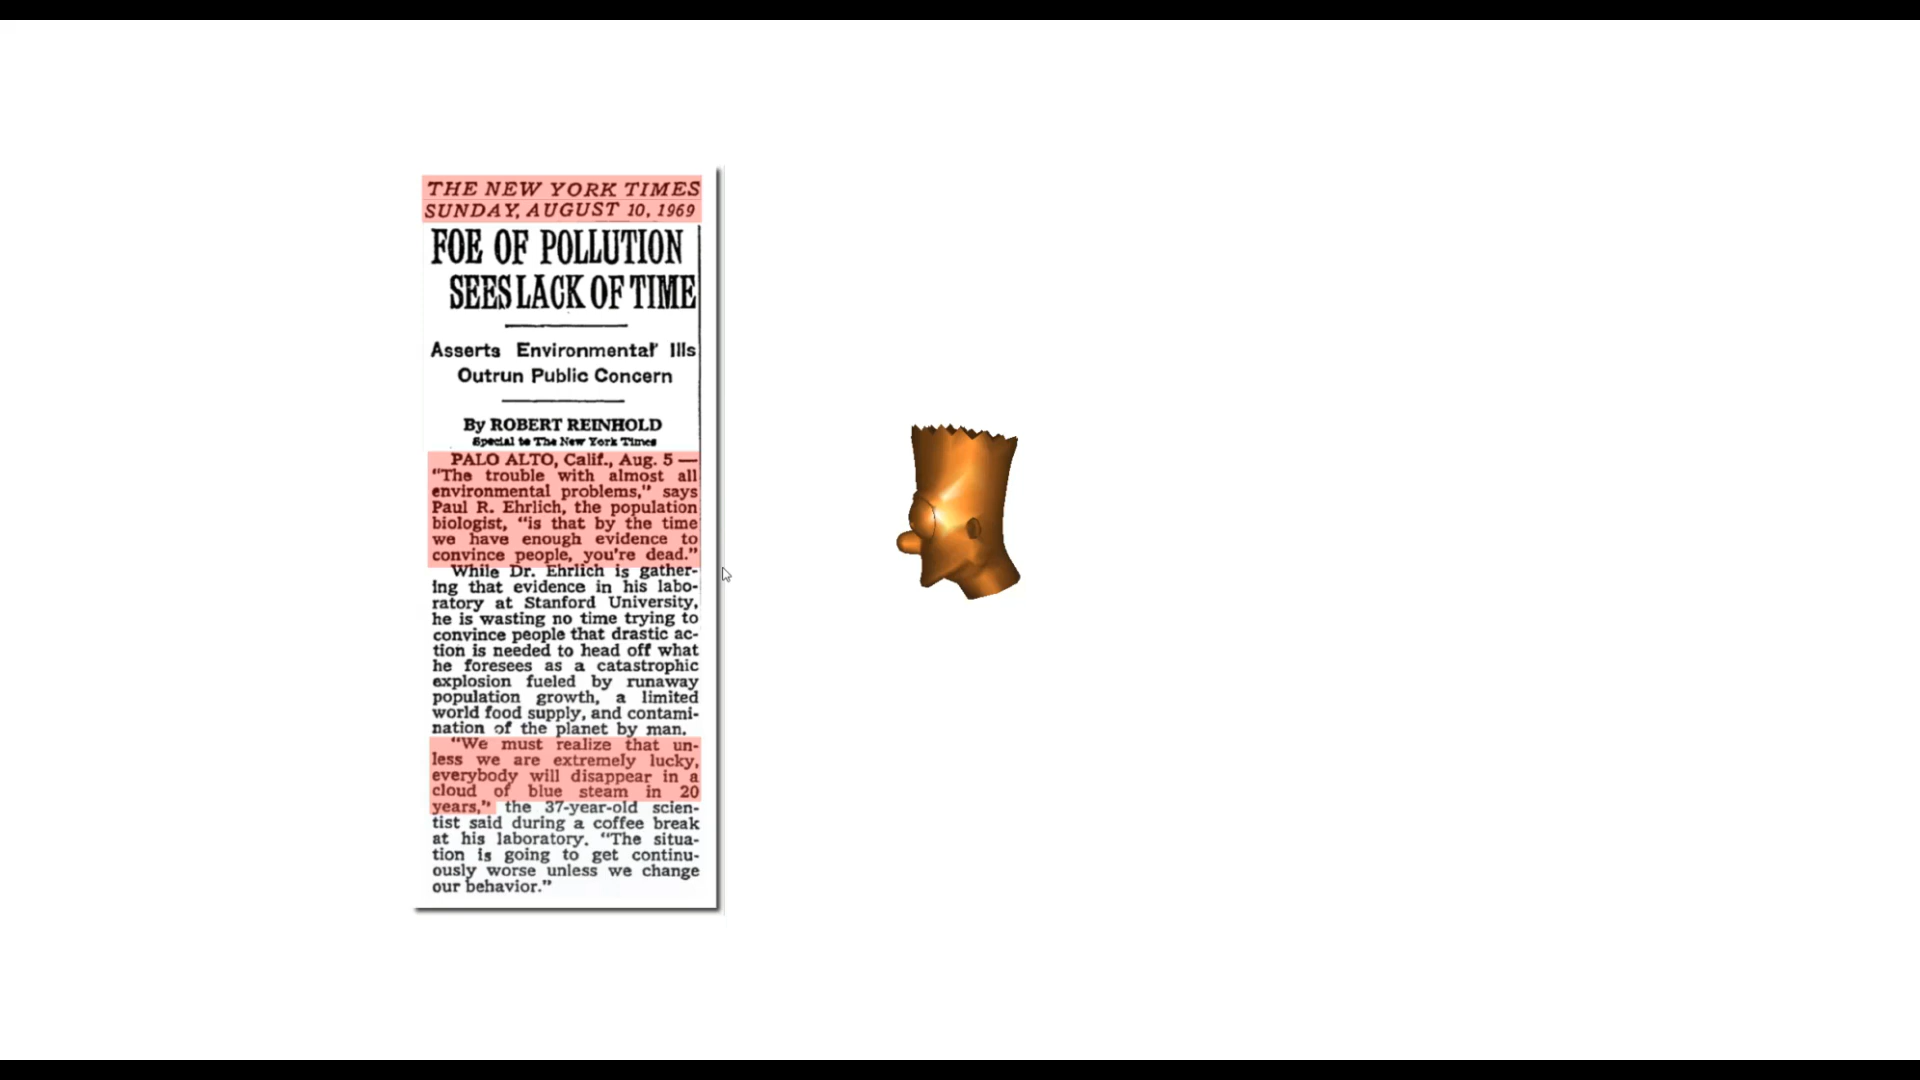 THE NEW YORK TIMES
SUNDAY, AUGUST 10, 1969
FOE OF POLLUTION
SEES LACK OF TIME
Asserts Environmental Ills
Outrun Public Concern
By ROBERT REINHOLD
Special to The New York Times
PALO ALTO, Calif., Aug. 5 —
"The trouble with almost all
environmental problems," says
Paul R. Ehrlich, the population
biologist, "is that by the time
we have enough evidence to
convince people, you're dead."
While Dr. Ehrlich is gather-
ing that evidence in his labo-
ratory at Stanford University,
he is wasting no time trying to
convince people that drastic ac-
tion is needed to head off what
he foresees as a catastrophic
explosion fueled by runaway
population growth, a limited
world food supply, and contami-
nation of the planet by man.
"We must realize that un-
less we are extremely lucky,
everybody will disappear in a
cloud of blue steam in 20
years," the 37-year-old scien-
tist said during a coffee break
at his laboratory. "The situa-
tion is going to get continu-
ously worse unless we change
our behavior."